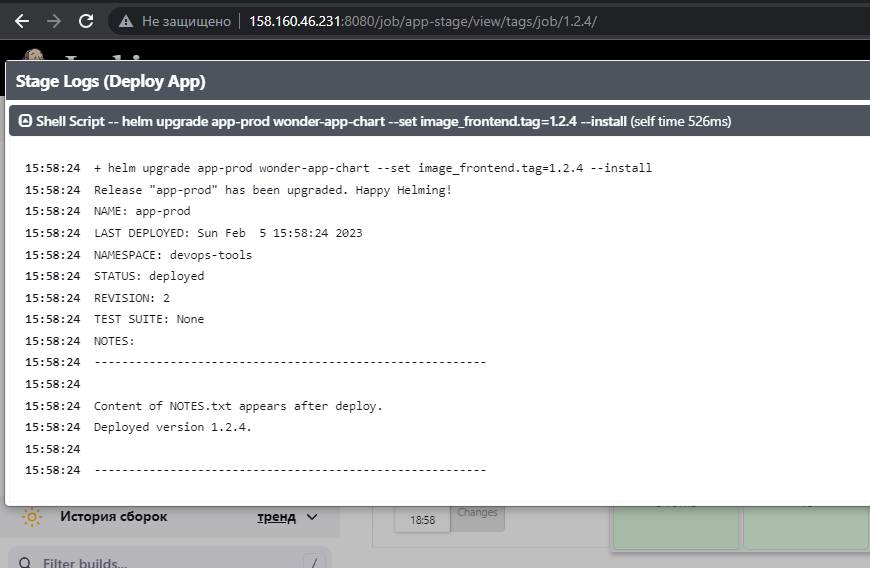 Не защищено
158.160.46.231:8080/job/app-stage/view/tags/job/1.2.4/
Stage Logs (Deploy App)
Shell Script -- helm upgrade app-prod wonder-app-chart --set image_frontend.tag=1.2.4 --install (self time 526ms)
15:58:24 + helm upgrade app-prod wonder-app-chart --set image_frontend.tag=1.2.4 --install
15:58:24 Release "app-prod" has been upgraded. Happy Helming!
15:58:24 NAME: app-prod
15:58:24 LAST DEPLOYED: Sun Feb  5 15:58:24 2023
15:58:24 NAMESPACE: devops-tools
15:58:24 STATUS: deployed
15:58:24 REVISION: 2
15:58:24 TEST SUITE: None
15:58:24 NOTES:
15:58:24 ---------------------------------------------------------
15:58:24
15:58:24 Content of NOTES.txt appears after deploy.
15:58:24 Deployed version 1.2.4.
15:58:24
15:58:24 ---------------------------------------------------------
История сборок тренд
18:58
Changes
Filter builds... /